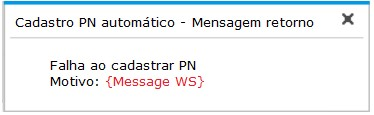 Cadastro PN automático - Mensagem retorno
Falha ao cadastrar PN
Motivo: {Message WS}